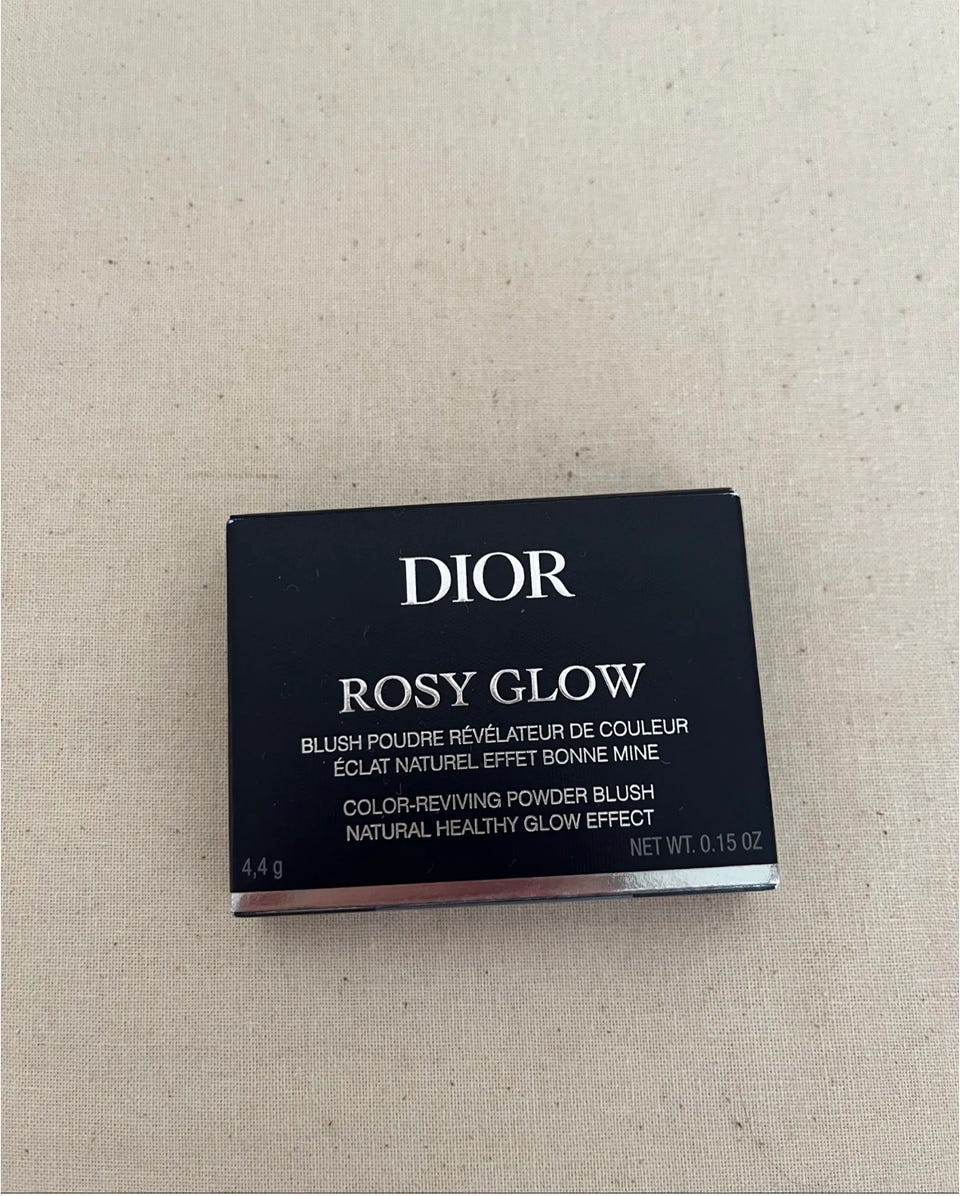 DIOR
ROSY GLOW
BLUSH POUDRE RÉVÉLATEUR DE COULEUR
ÉCLAT NATUREL EFFET BONNE MINE
COLOR-REVIVING POWDER BLUSH
NATURAL HEALTHY GLOW EFFECT
4,4 g
NET WT. 0.15 OZ